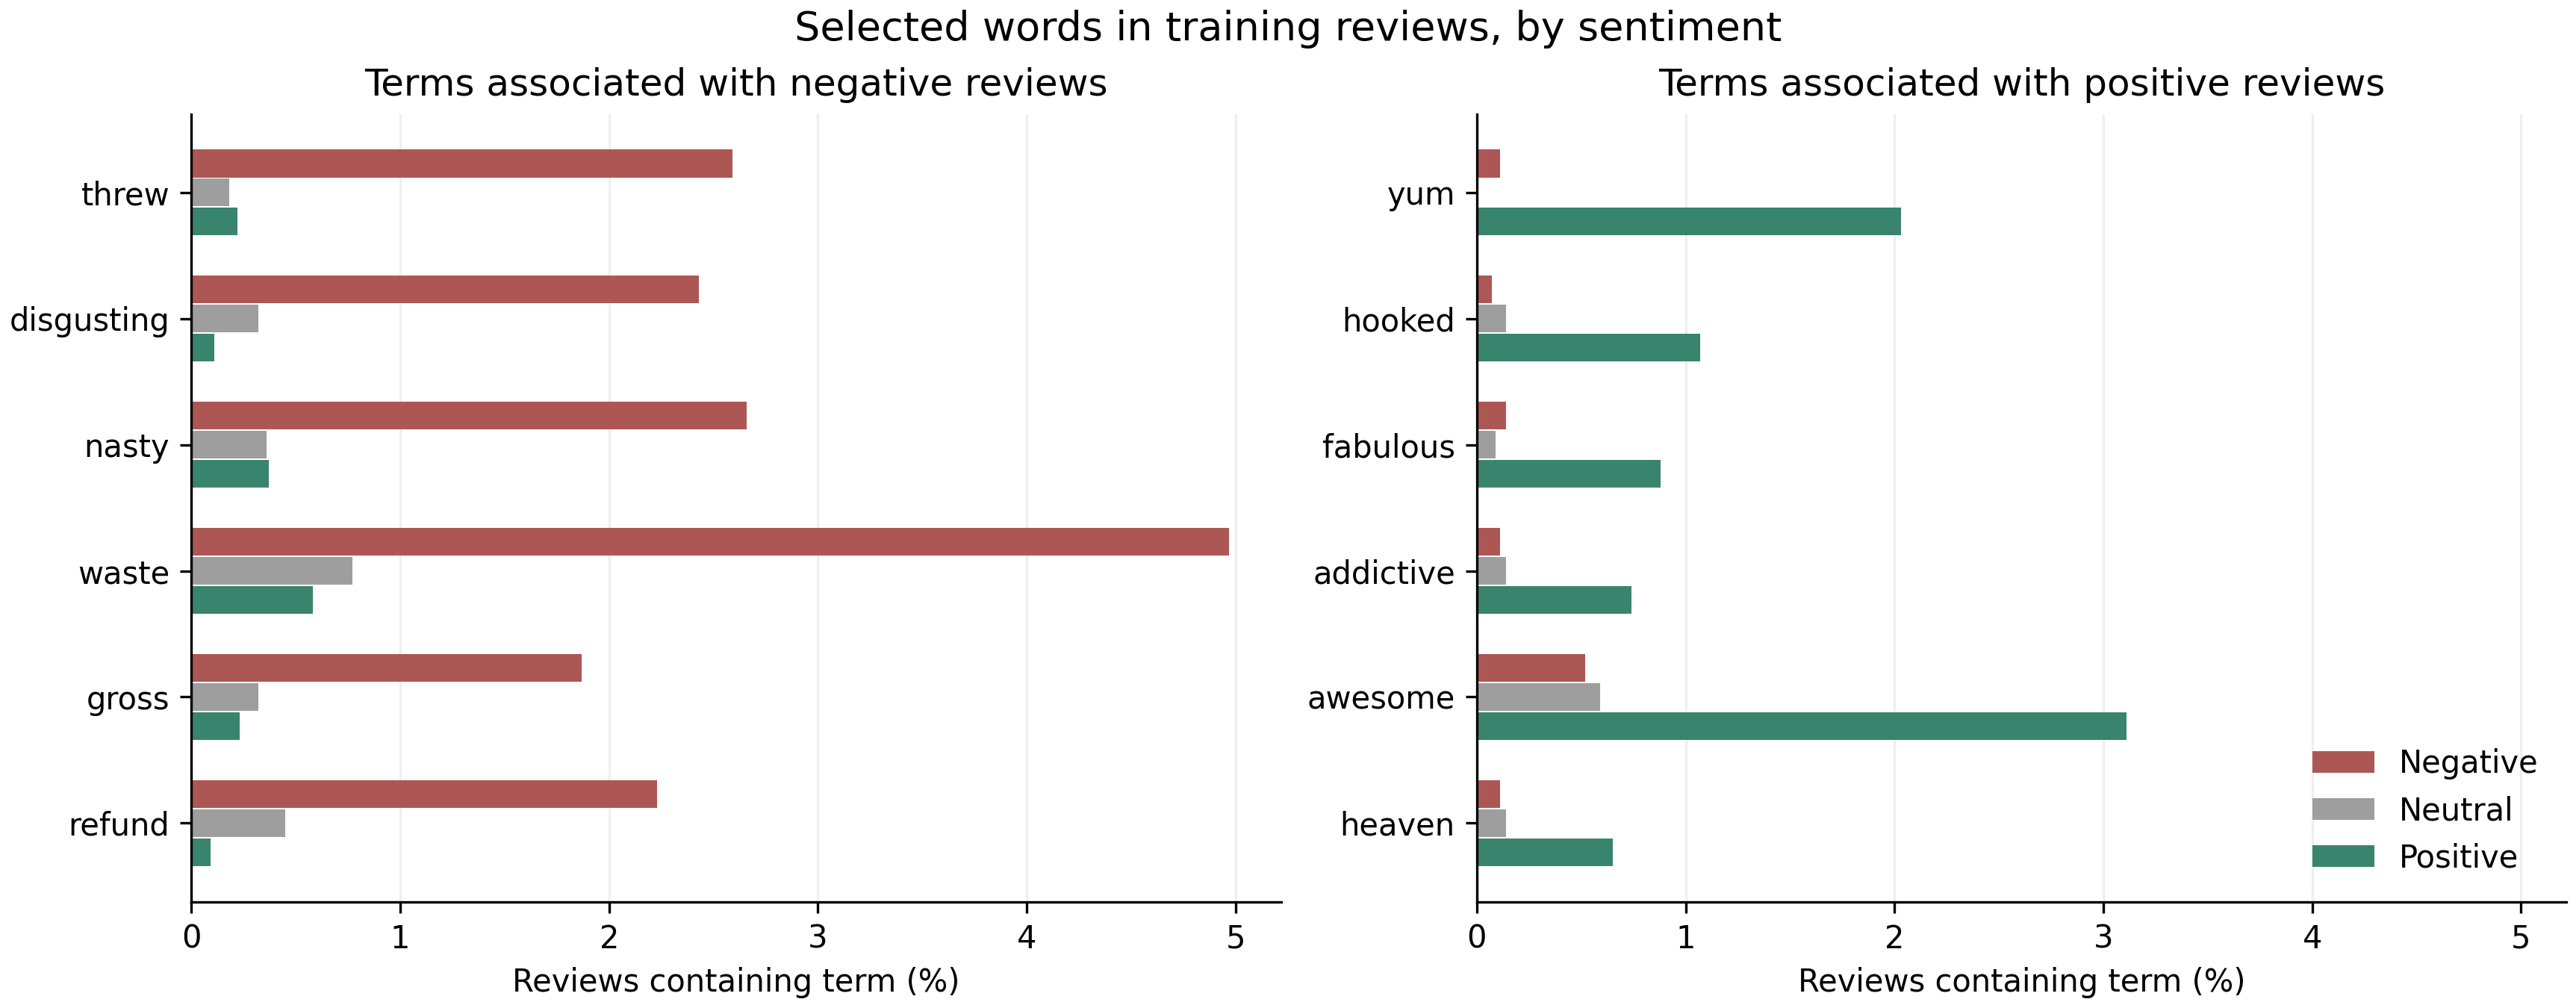 Selected words in training reviews, by sentiment
Terms associated with negative reviews
threw
disgusting
nasty
waste
gross
refund
0 1 2 3 4 5
Reviews containing term (%)
Terms associated with positive reviews
yum
hooked
fabulous
addictive
awesome
heaven
0 1 2 3 4 5
Reviews containing term (%)
Negative
Neutral
Positive